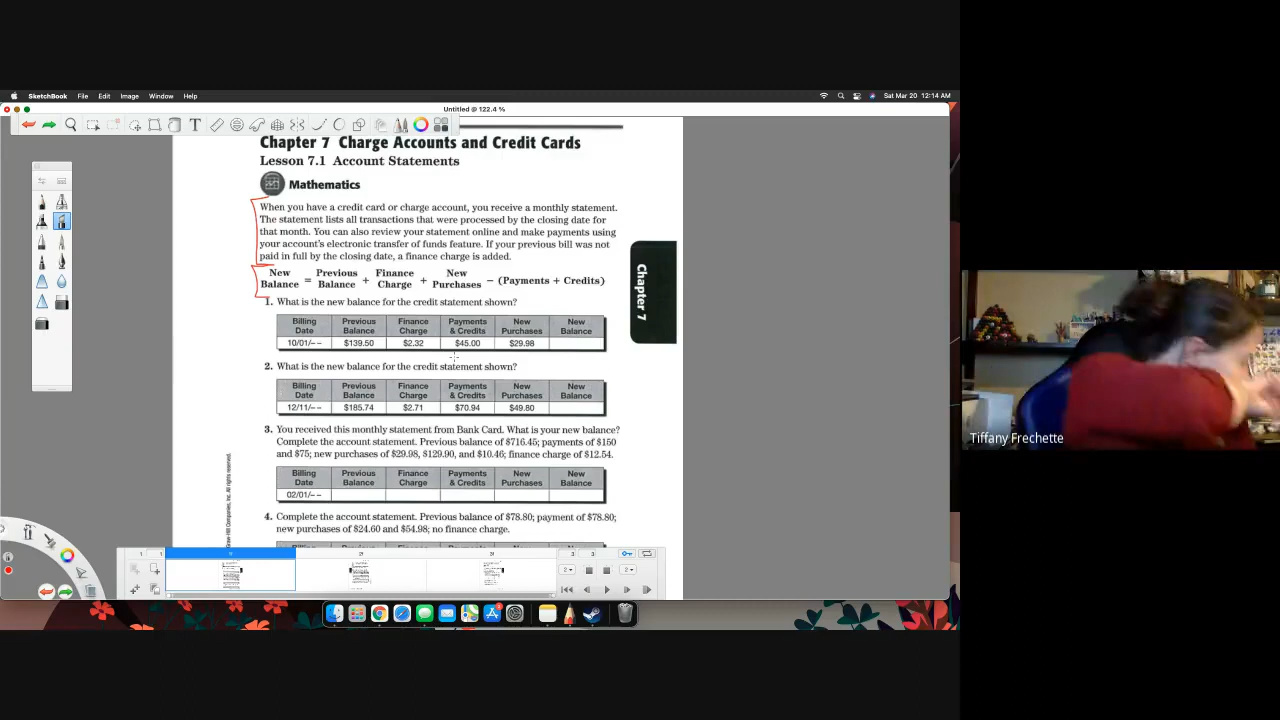 SketchBook File Edit Image Window Help
Sat Mar 20 12:14 AM
Untitled @ 122.4 %
T
Chapter 7 Charge Accounts and Credit Cards
Lesson 7.1 Account Statements
Mathematics
When you have a credit card or charge account, you receive a monthly statement.
The statement lists all transactions that were processed by the closing date for
that month. You can also review your statement online and make payments using
your account's electronic transfer of funds feature. If your previous bill was not
paid in full by the closing date, a finance charge is added.
New Previous Finance New
Balance = Balance + Charge + Purchases − (Payments + Credits)
Chapter 7
1. What is the new balance for the credit statement shown?
Billing Previous Finance Payments New New
Date Balance Charge & Credits Purchases Balance
10/01/-- $139.50 $2.32 $45.00 $29.98
2. What is the new balance for the credit statement shown?
Billing Previous Finance Payments New New
Date Balance Charge & Credits Purchases Balance
12/11/-- $185.74 $2.71 $70.94 $49.80
3. You received this monthly statement from Bank Card. What is your new balance?
Complete the account statement. Previous balance of $716.45; payments of $150
and $75; new purchases of $29.98, $129.90, and $10.46; finance charge of $12.54.
Billing Previous Finance Payments New New
Date Balance Charge & Credits Purchases Balance
02/01/--
4. Complete the account statement. Previous balance of $78.80; payment of $78.80;
new purchases of $24.60 and $54.98; no finance charge.
Graw-Hill Companies, Inc. All rights reserved.
Tiffany Frechette